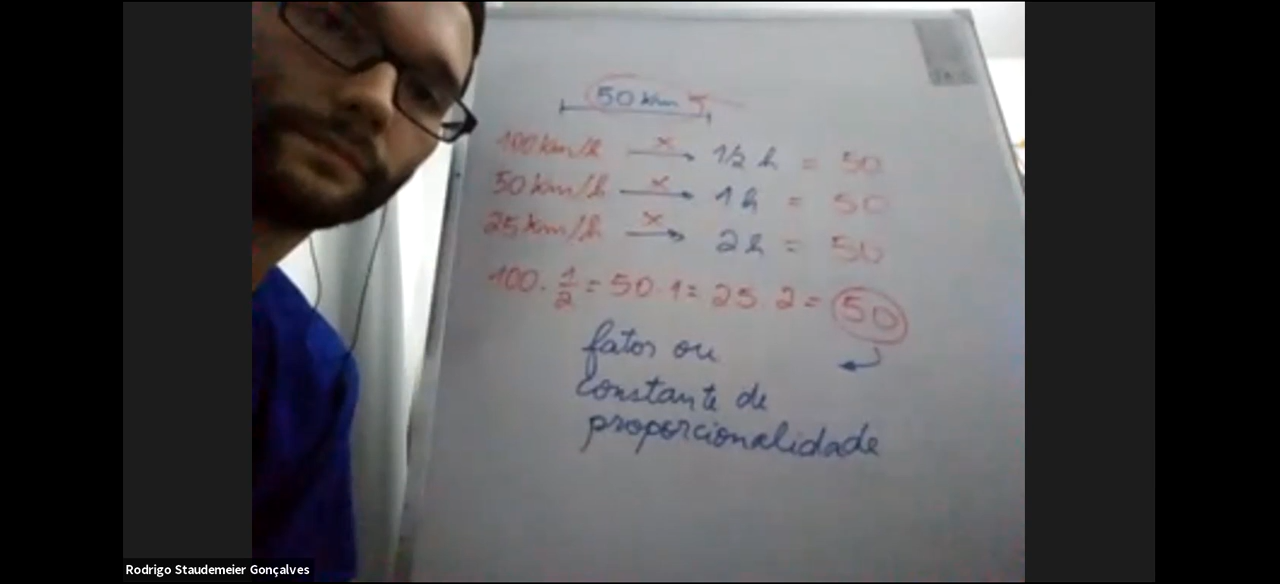 50 km
100 km/h x → 1/2 h = 50
50 km/h x → 1 h = 50
25 km/h x → 2 h = 50
100 · 1/2 = 50 · 1 = 25 · 2 = 50
fator ou
constante de
proporcionalidade
Rodrigo Staudemeier Gonçalves